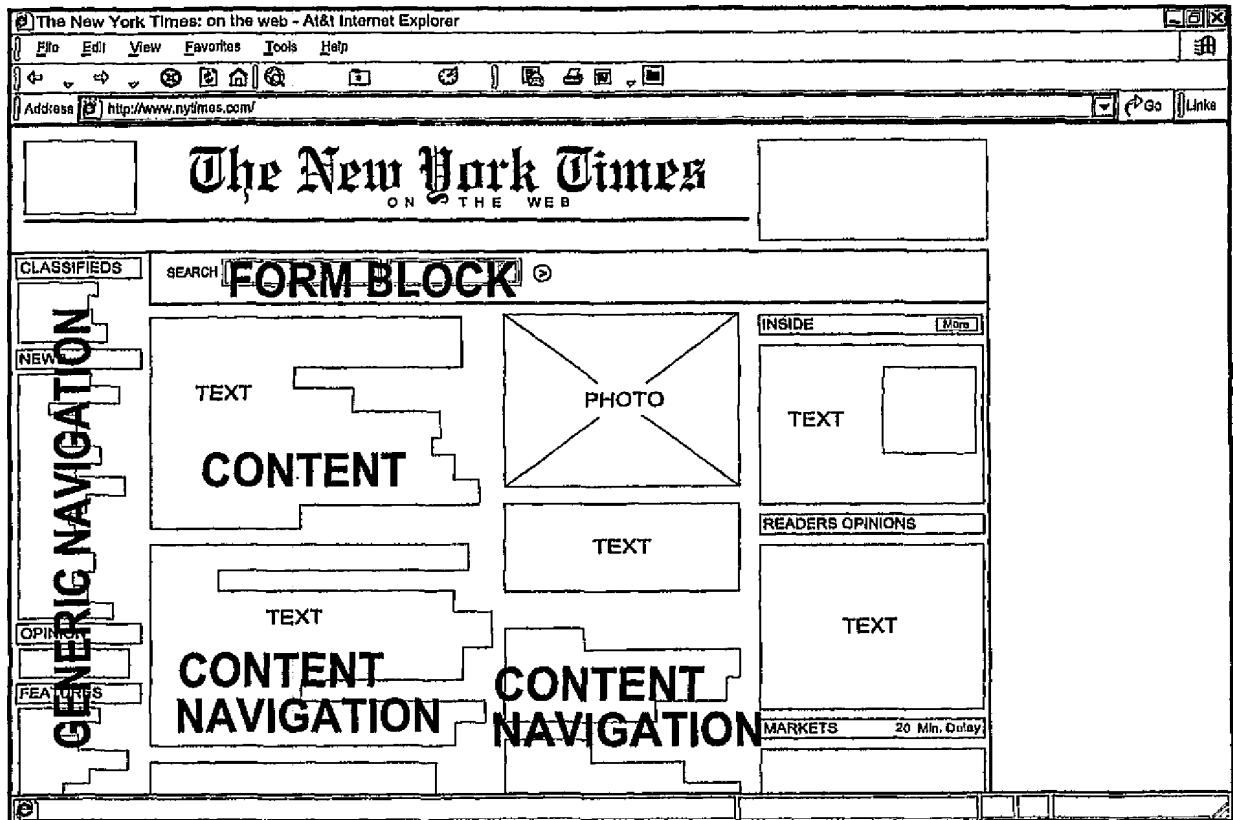 The New York Times: on the web - At&t Internet Explorer
File Edit View Favorites Tools Help
Address http://www.nytimes.com/ Go Links
The New York Times
ON THE WEB
CLASSIFIEDS
SEARCH
FORM BLOCK
NEWS
GENERIC NAVIGATION
OPINION
FEATURES
TEXT
CONTENT
TEXT
CONTENT
NAVIGATION
PHOTO
TEXT
CONTENT
NAVIGATION
INSIDE More
TEXT
READERS OPINIONS
TEXT
MARKETS 20 Min. Delay